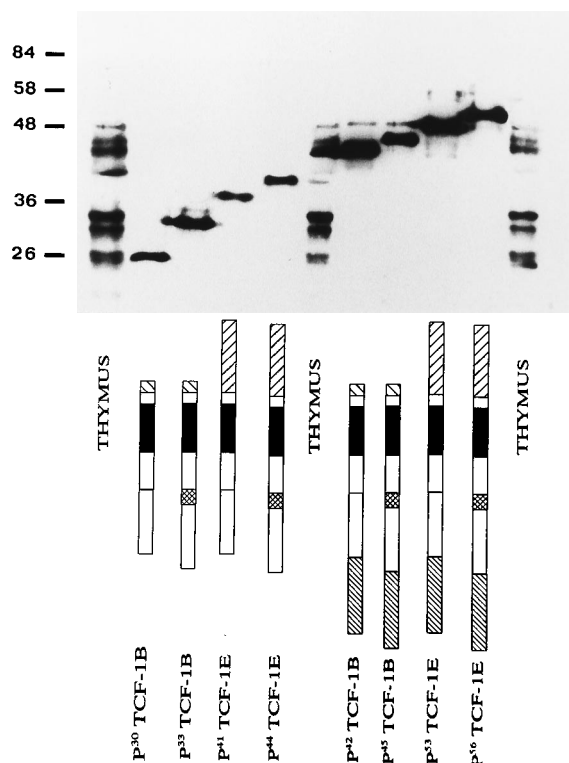 84
58
48
36
26
THYMUS
THYMUS
THYMUS
P³⁰ TCF-1B
P³³ TCF-1B
P⁴¹ TCF-1E
P⁴⁴ TCF-1E
P⁴² TCF-1B
P⁴⁵ TCF-1B
P⁵³ TCF-1E
P⁵⁶ TCF-1E